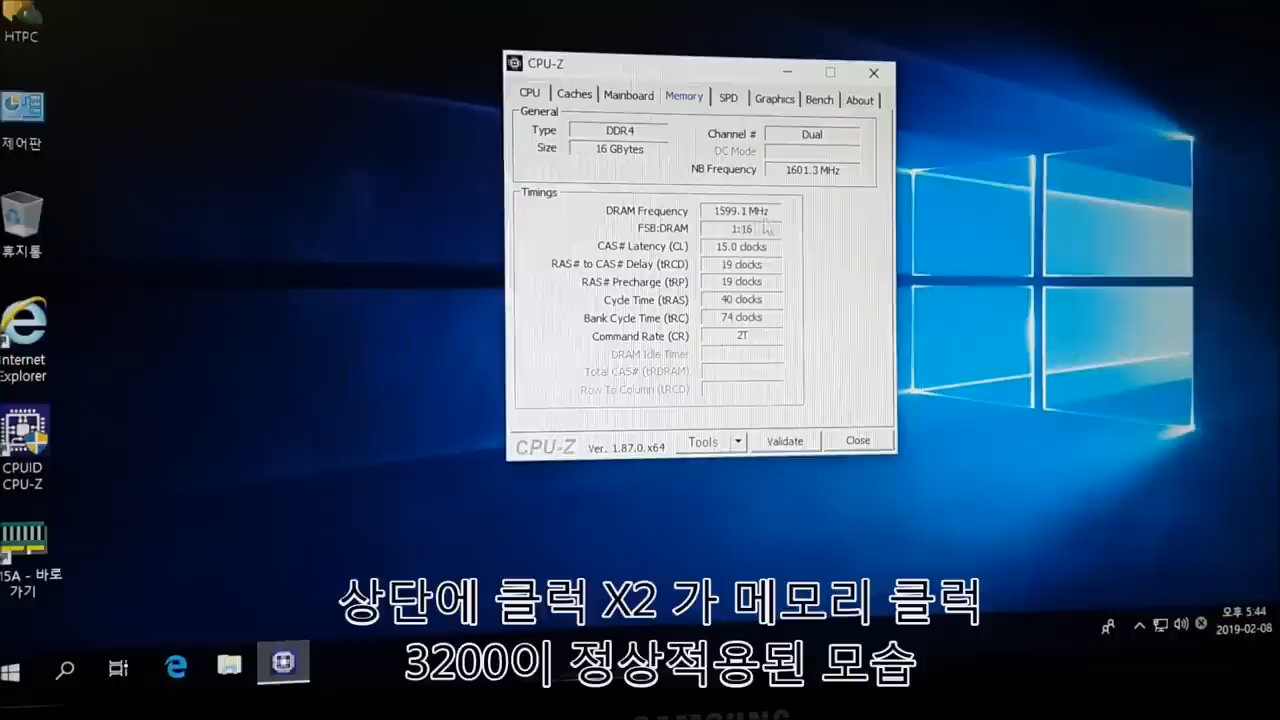 HTPC
제어판
휴지통
Internet
Explorer
CPUID
CPU-Z
바로
가기
CPU-Z
CPU
Caches
Mainboard
Memory
SPD
Graphics
Bench
About
General
Type DDR4
Size 16 GBytes
Channel # Dual
DC Mode
NB Frequency 1601.3 MHz
Timings
DRAM Frequency 1599.1 MHz
FSB:DRAM 1:16
CAS# Latency (CL) 15.0 clocks
RAS# to CAS# Delay (tRCD) 19 clocks
RAS# Precharge (tRP) 19 clocks
Cycle Time (tRAS) 40 clocks
Bank Cycle Time (tRC) 74 clocks
Command Rate (CR) 2T
DRAM Idle Timer
Total CAS# (tRDRAM)
Row To Column (tRCD)
CPU-Z Ver. 1.87.0.x64 Tools Validate Close
상단에 클럭 X2 가 메모리 클럭
3200이 정상적용된 모습
오후 5:44
2019-02-08